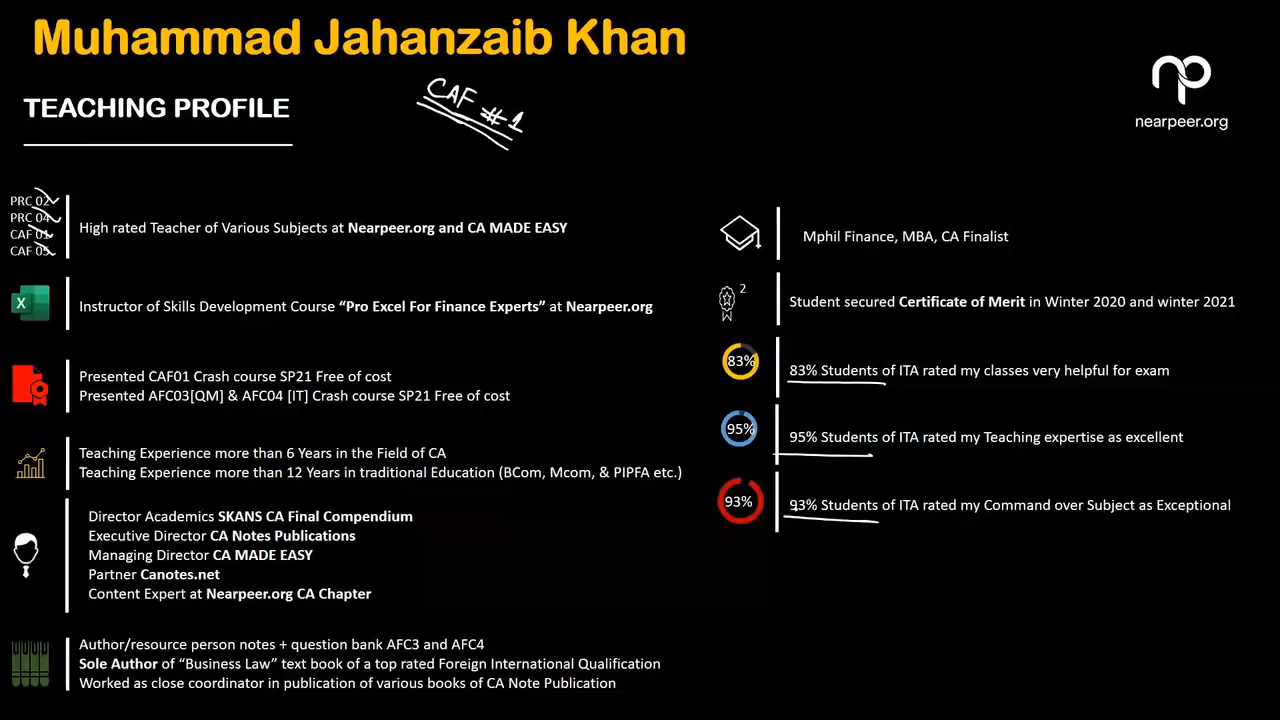 Muhammad Jahanzaib Khan
TEACHING PROFILE
CAF #1
nearpeer.org
PRC 02
PRC 04
CAF 01
CAF 05
High rated Teacher of Various Subjects at Nearpeer.org and CA MADE EASY
Instructor of Skills Development Course “Pro Excel For Finance Experts” at Nearpeer.org
Presented CAF01 Crash course SP21 Free of cost
Presented AFC03[QM] & AFC04 [IT] Crash course SP21 Free of cost
Teaching Experience more than 6 Years in the Field of CA
Teaching Experience more than 12 Years in traditional Education (BCom, Mcom, & PIPFA etc.)
Director Academics SKANS CA Final Compendium
Executive Director CA Notes Publications
Managing Director CA MADE EASY
Partner Canotes.net
Content Expert at Nearpeer.org CA Chapter
Author/resource person notes + question bank AFC3 and AFC4
Sole Author of “Business Law” text book of a top rated Foreign International Qualification
Worked as close coordinator in publication of various books of CA Note Publication
Mphil Finance, MBA, CA Finalist
2
Student secured Certificate of Merit in Winter 2020 and winter 2021
83%
83% Students of ITA rated my classes very helpful for exam
95%
95% Students of ITA rated my Teaching expertise as excellent
93%
93% Students of ITA rated my Command over Subject as Exceptional